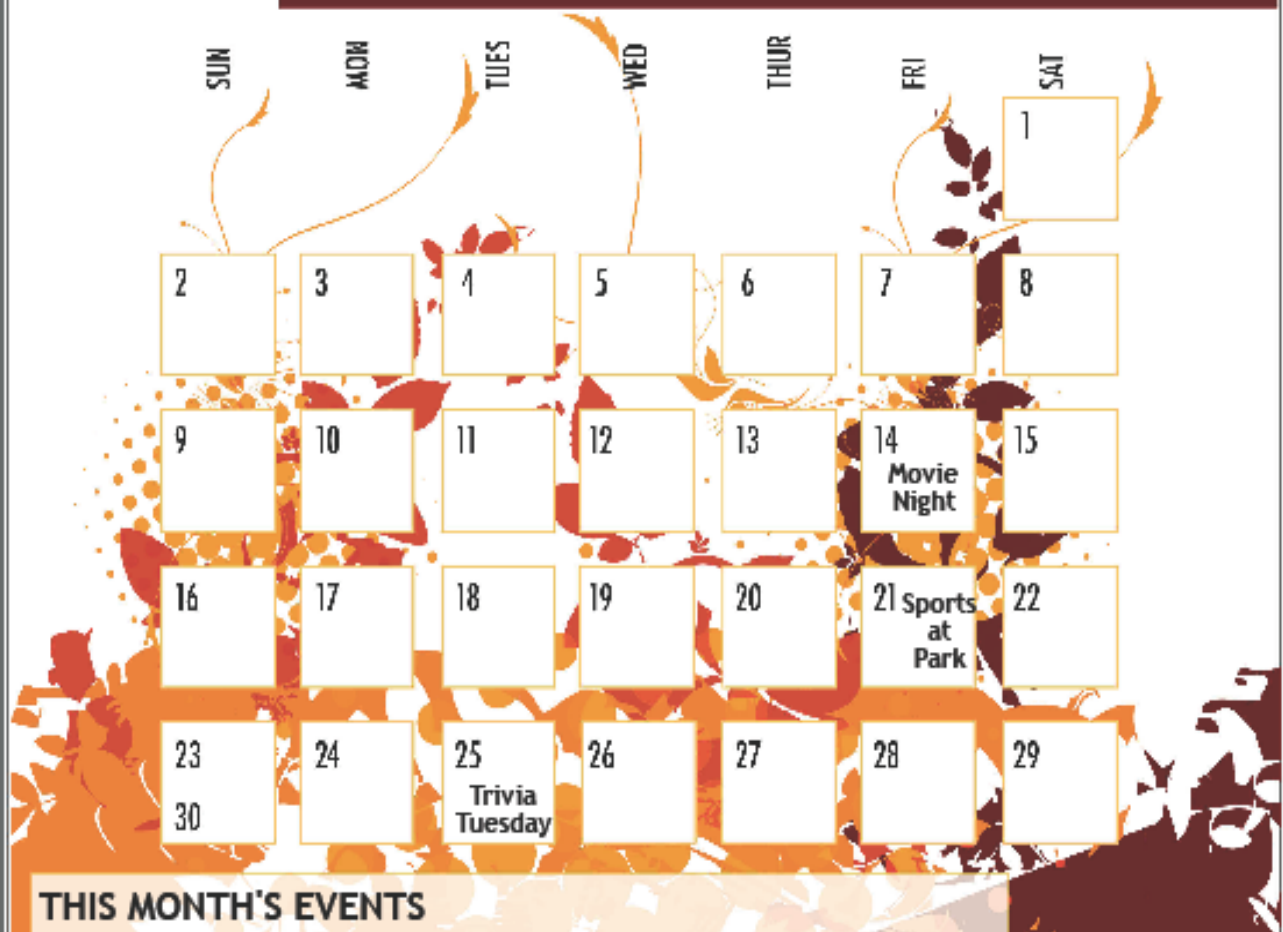 SUN MON TUES WED THUR FRI SAT
1
2 3 4 5 6 7 8
9 10 11 12 13 14 15
Movie
Night
16 17 18 19 20 21 Sports 22
at
Park
23 24 25 26 27 28 29
Trivia
Tuesday
30
THIS MONTH'S EVENTS